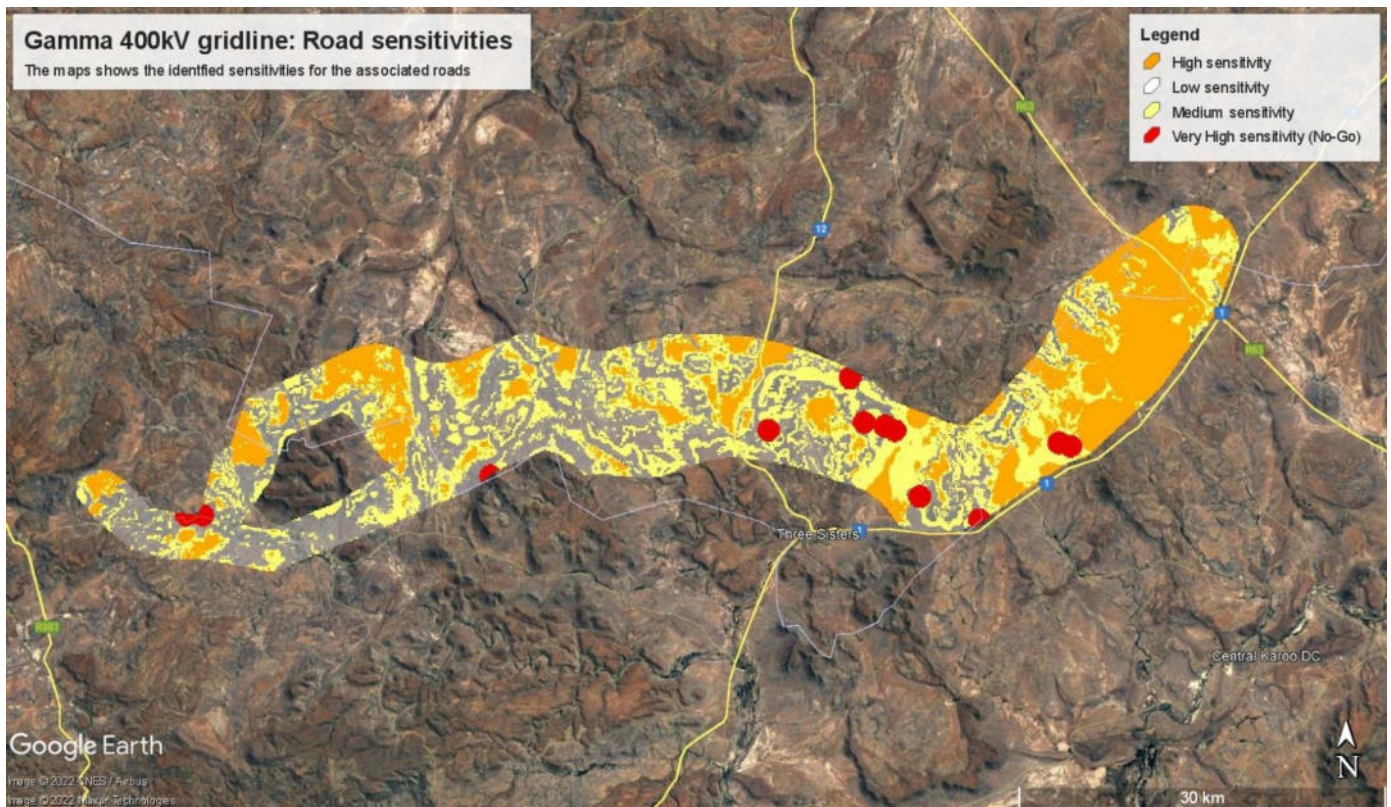 Gamma 400kV gridline: Road sensitivities
The maps shows the identfied sensitivities for the associated roads
Legend
High sensitivity
Low sensitivity
Medium sensitivity
Very High sensitivity (No-Go)
R63
12
1
R63
1
Three Sisters
1
R381
Central Karoo DC
Google Earth
Image © 2022 CNES / Airbus
Image © 2022 Maxar Technologies
30 km
N